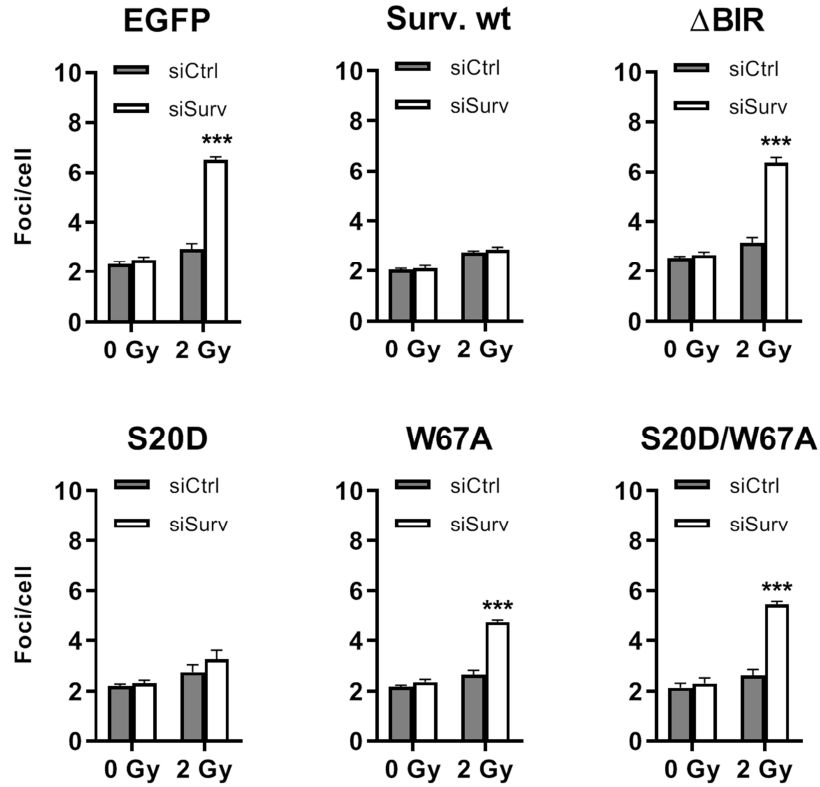 EGFP
10
8
6
4
2
0
Foci/cell
siCtrl
siSurv
***
0 Gy 2 Gy
Surv. wt
10
8
6
4
2
0
siCtrl
siSurv
0 Gy 2 Gy
ΔBIR
10
8
6
4
2
0
siCtrl
siSurv
***
0 Gy 2 Gy
S20D
10
8
6
4
2
0
Foci/cell
siCtrl
siSurv
0 Gy 2 Gy
W67A
10
8
6
4
2
0
siCtrl
siSurv
***
0 Gy 2 Gy
S20D/W67A
10
8
6
4
2
0
siCtrl
siSurv
***
0 Gy 2 Gy